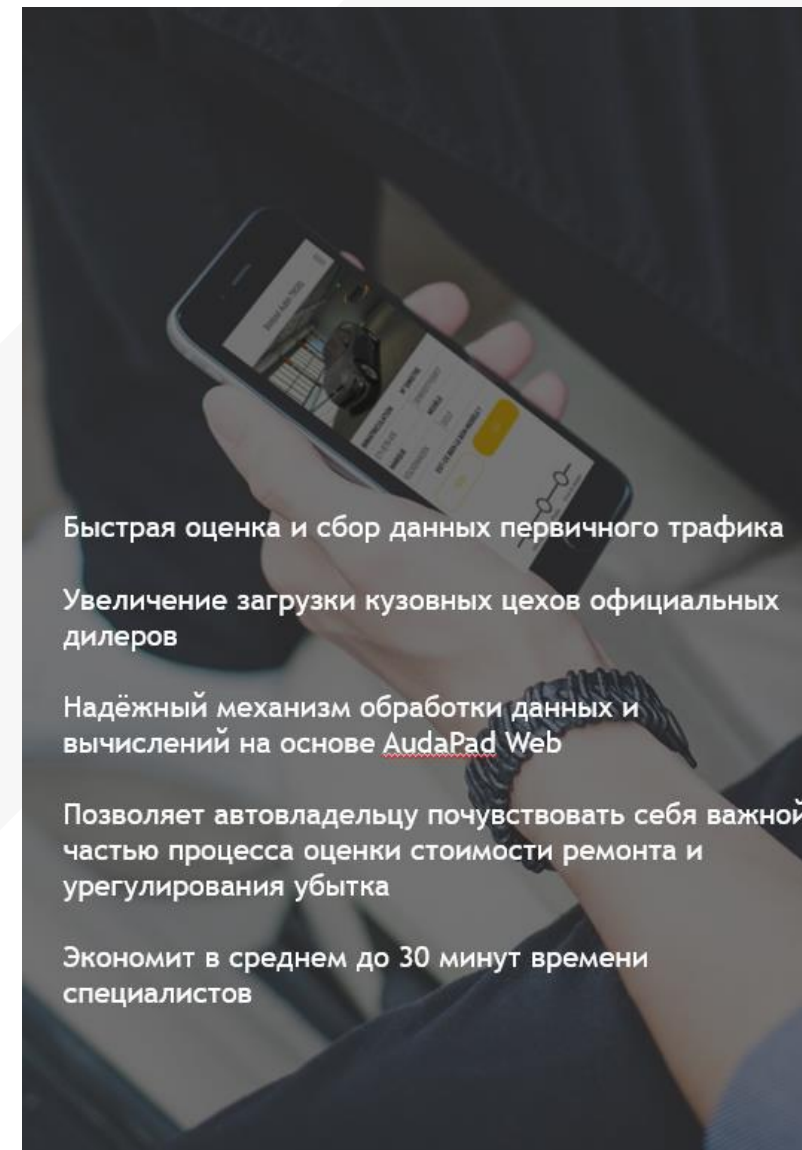 Быстрая оценка и сбор данных первичного трафика
Увеличение загрузки кузовных цехов официальных
дилеров
Надёжный механизм обработки данных и
вычислений на основе AudaPad Web
Позволяет автовладельцу почувствовать себя важной
частью процесса оценки стоимости ремонта и
урегулирования убытка
Экономит в среднем до 30 минут времени
специалистов